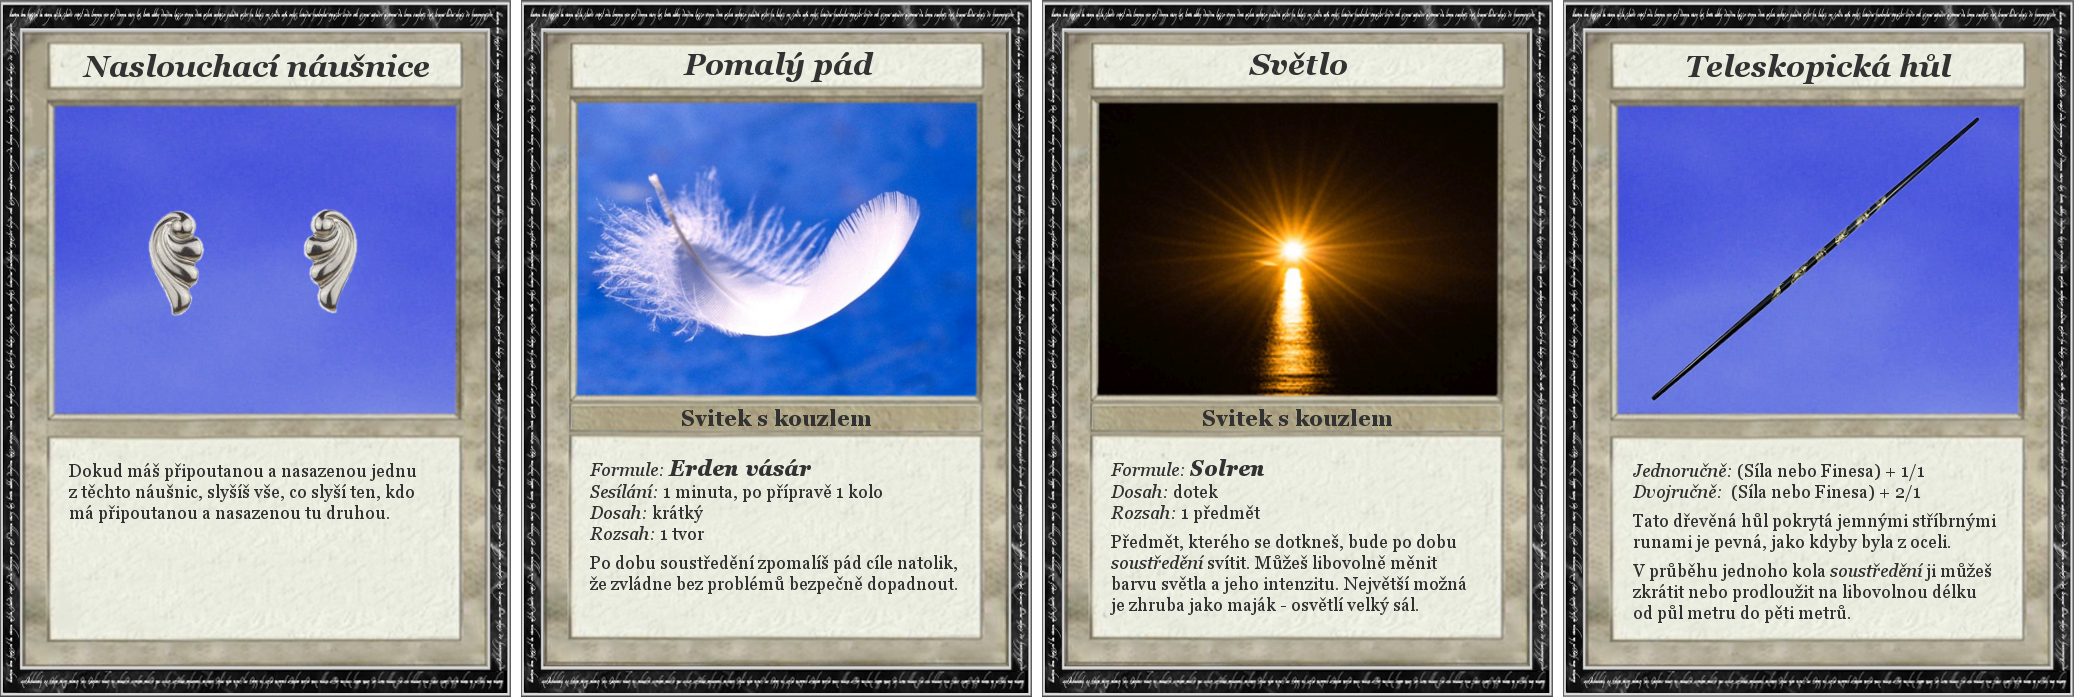 Naslouchací náušnice
Dokud máš připoutanou a nasazenou jednu
z těchto náušnic, slyšíš vše, co slyší ten, kdo
má připoutanou a nasazenou tu druhou.
Pomalý pád
Svitek s kouzlem
Formule: Erden vásár
Sesílání: 1 minuta, po přípravě 1 kolo
Dosah: krátký
Rozsah: 1 tvor
Po dobu soustředění zpomalíš pád cíle natolik,
že zvládne bez problémů bezpečně dopadnout.
Světlo
Svitek s kouzlem
Formule: Solren
Dosah: dotek
Rozsah: 1 předmět
Předmět, kterého se dotkneš, bude po dobu
soustředění svítit. Můžeš libovolně měnit
barvu světla a jeho intenzitu. Největší možná
je zhruba jako maják - osvětlí velký sál.
Teleskopická hůl
Jednoručně: (Síla nebo Finesa) + 1/1
Dvojručně: (Síla nebo Finesa) + 2/1
Tato dřevěná hůl pokrytá jemnými stříbrnými
runami je pevná, jako kdyby byla z oceli.
V průběhu jednoho kola soustředění ji můžeš
zkrátit nebo prodloužit na libovolnou délku
od půl metru do pěti metrů.